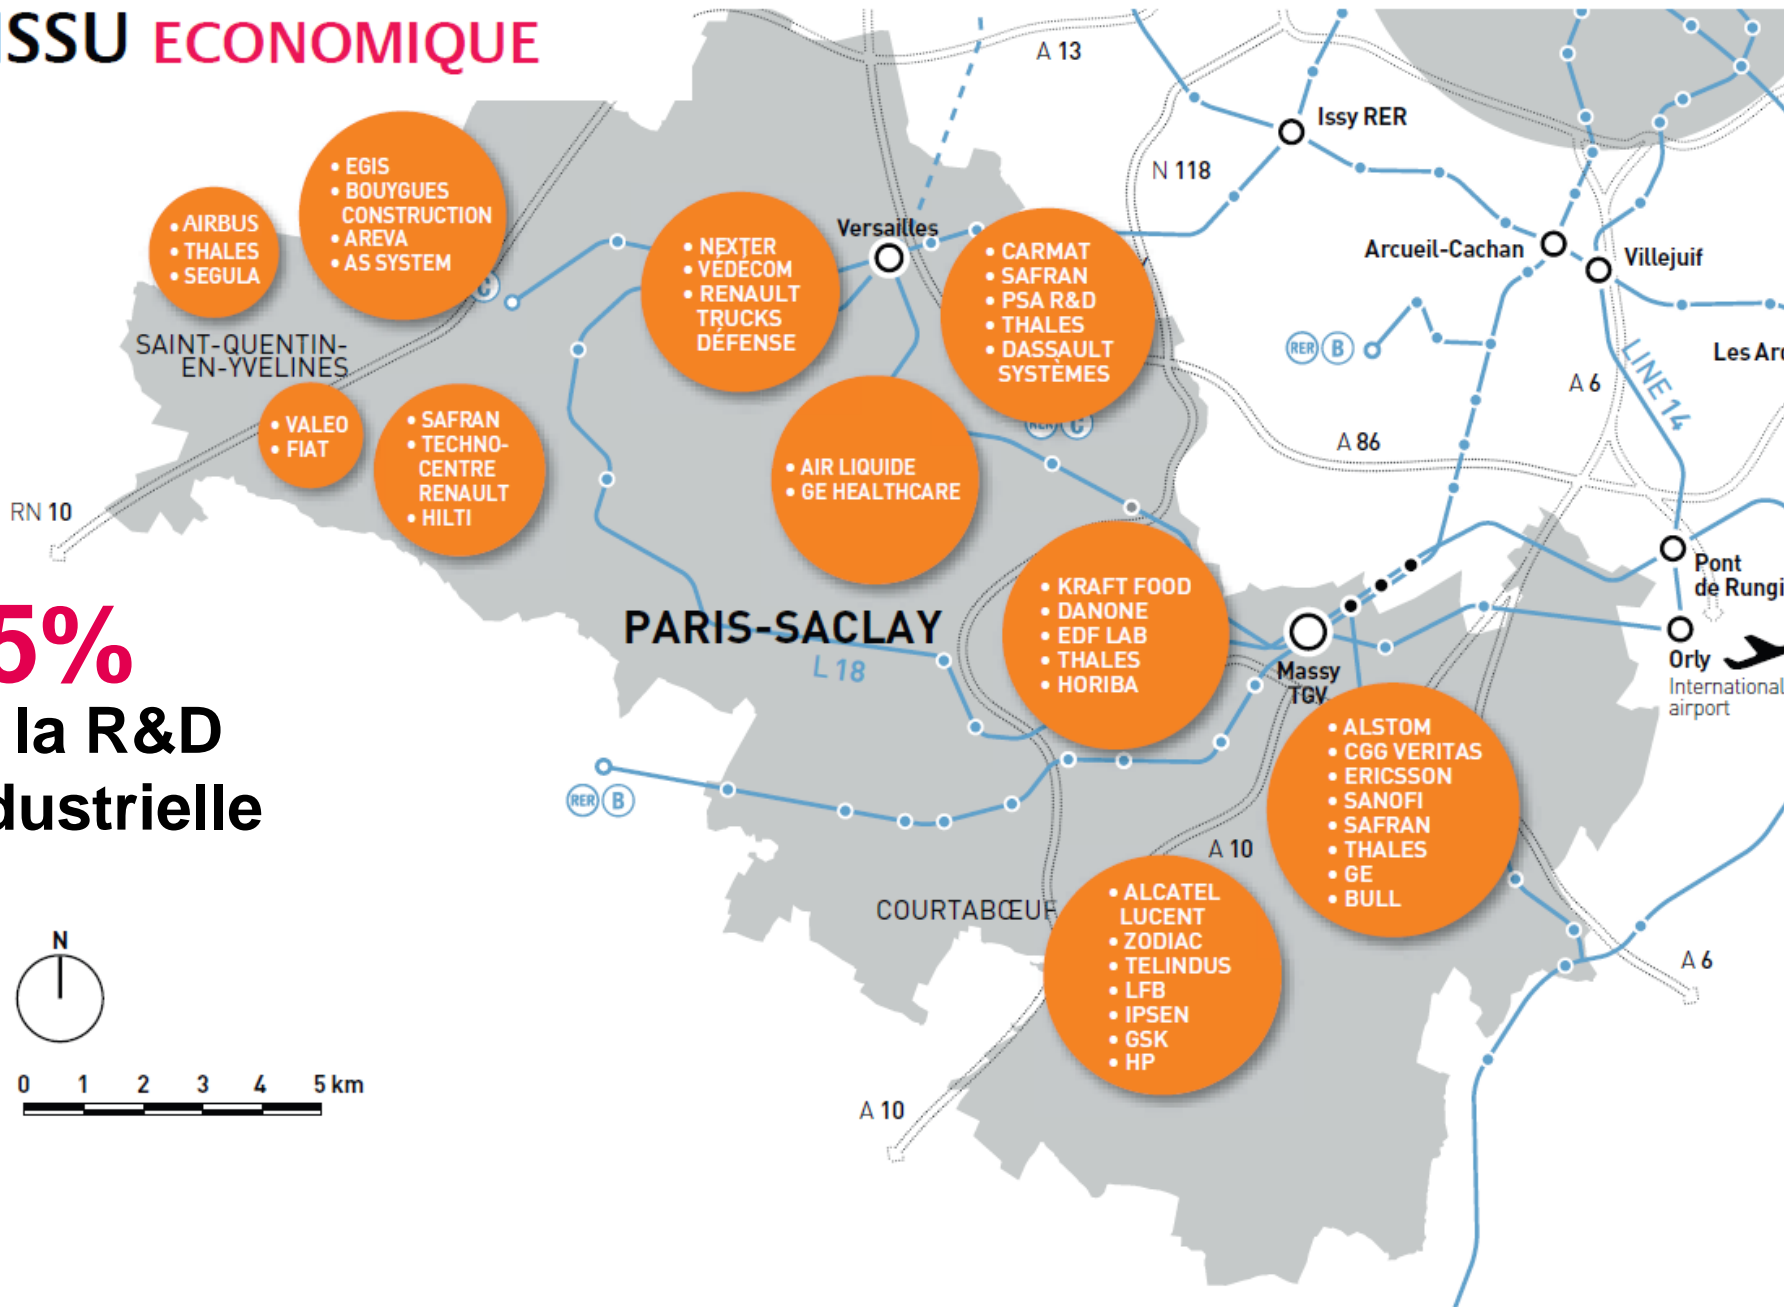 ISSU ECONOMIQUE
A 13
Issy RER
N 118
• EGIS
• BOUYGUES
CONSTRUCTION
• AREVA
• AS SYSTEM
• AIRBUS
• THALES
• SEGULA
C
• NEXTER
• VÉDÉCOM
• RENAULT
TRUCKS
DÉFENSE
Versailles
• CARMAT
• SAFRAN
• PSA R&D
• THALES
• DASSAULT
SYSTÈMES
RER C
Arcueil-Cachan
Villejuif
RER B
LINE 14
Les Arc
A 6
A 86
SAINT-QUENTIN-
EN-YVELINES
• VALEO
• FIAT
• SAFRAN
• TECHNO-
CENTRE
RENAULT
• HILTI
• AIR LIQUIDE
• GE HEALTHCARE
RN 10
PARIS-SACLAY
L 18
• KRAFT FOOD
• DANONE
• EDF LAB
• THALES
• HORIBA
Massy
TGV
Pont
de Rungi
Orly
International
airport
5%
la R&D
dustrielle
RER B
• ALSTOM
• CGG VERITAS
• ERICSSON
• SANOFI
• SAFRAN
• THALES
• GE
• BULL
A 10
COURTABŒUF
• ALCATEL
LUCENT
• ZODIAC
• TELINDUS
• LFB
• IPSEN
• GSK
• HP
A 6
N
0 1 2 3 4 5 km
A 10